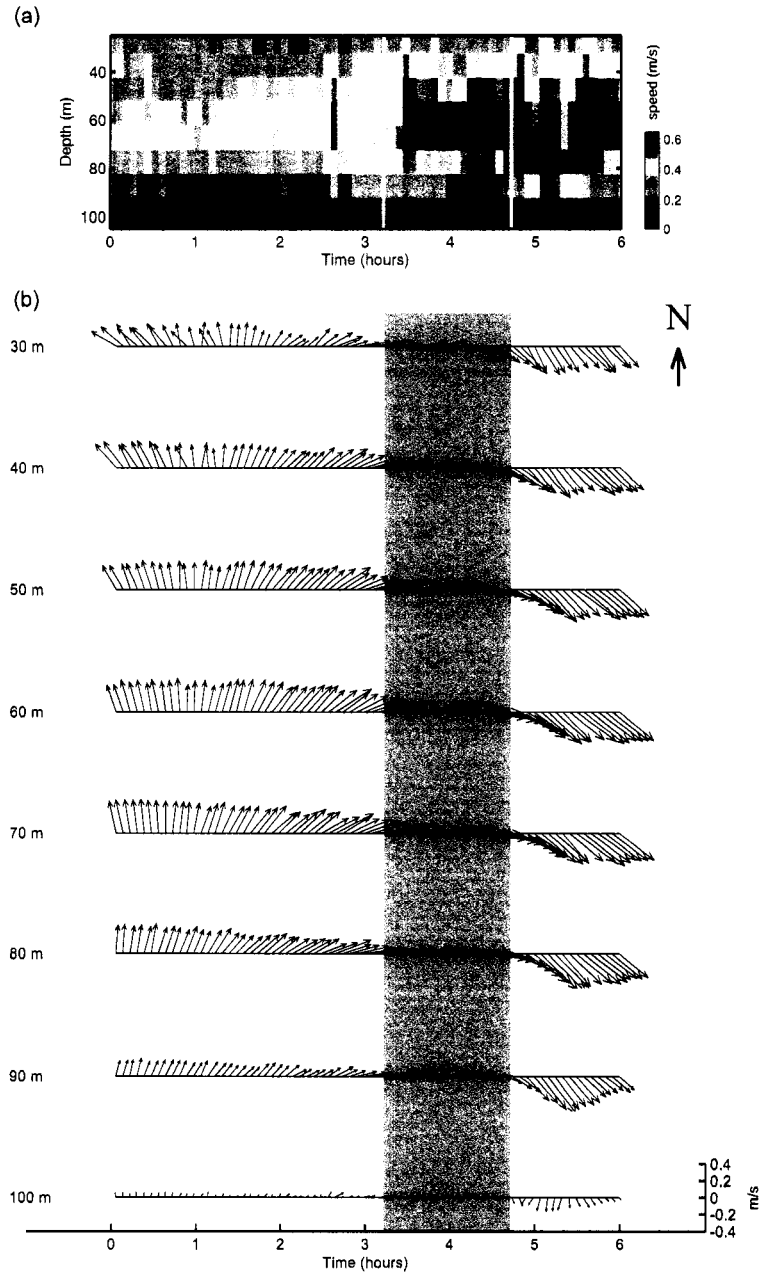 (a)
40
60
80
100
Depth (m)
0 1 2 3 4 5 6
Time (hours)
speed (m/s)
0.6
0.4
0.2
0
(b)
N
30 m
40 m
50 m
60 m
70 m
80 m
90 m
100 m
0.4
0.2
0
-0.2
-0.4
m/s
0 1 2 3 4 5 6
Time (hours)